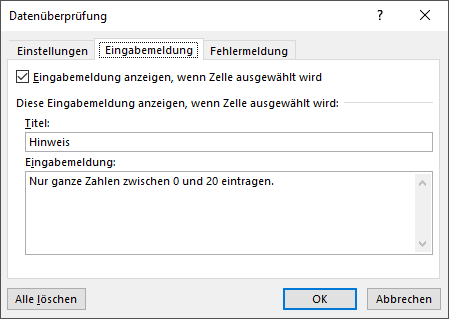 Datenüberprüfung
?
Einstellungen Eingabemeldung Fehlermeldung
Eingabemeldung anzeigen, wenn Zelle ausgewählt wird
Diese Eingabemeldung anzeigen, wenn Zelle ausgewählt wird:
Titel:
Hinweis
Eingabemeldung:
Nur ganze Zahlen zwischen 0 und 20 eintragen.
Alle löschen OK Abbrechen